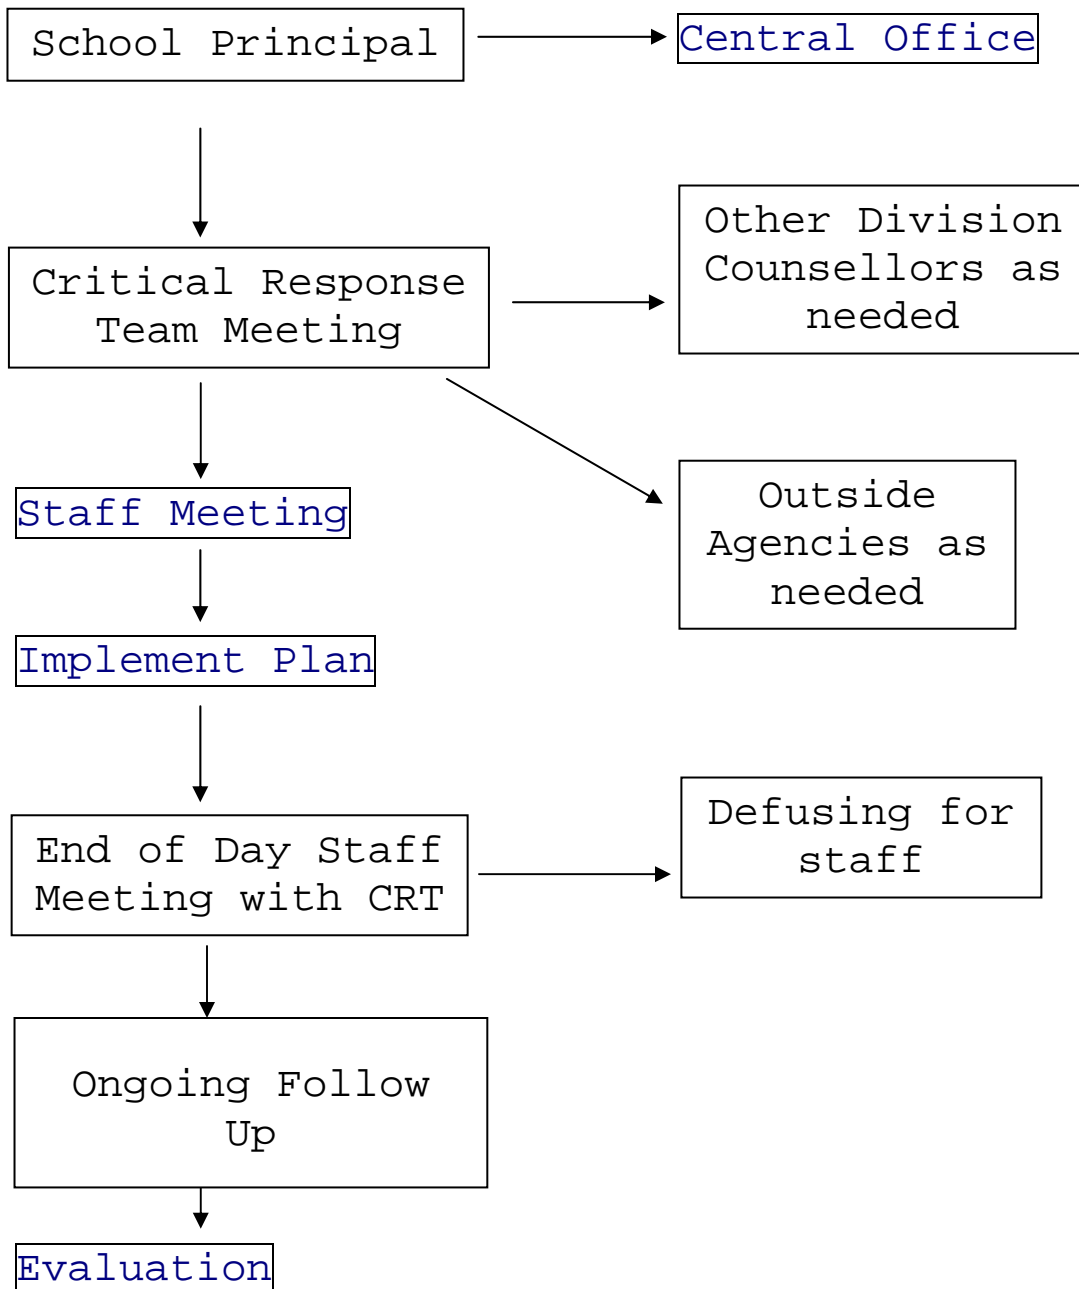 School Principal
Central Office
Other Division
Counsellors as
needed
Critical Response
Team Meeting
Outside
Agencies as
needed
Staff Meeting
Implement Plan
Defusing for
staff
End of Day Staff
Meeting with CRT
Ongoing Follow
Up
Evaluation